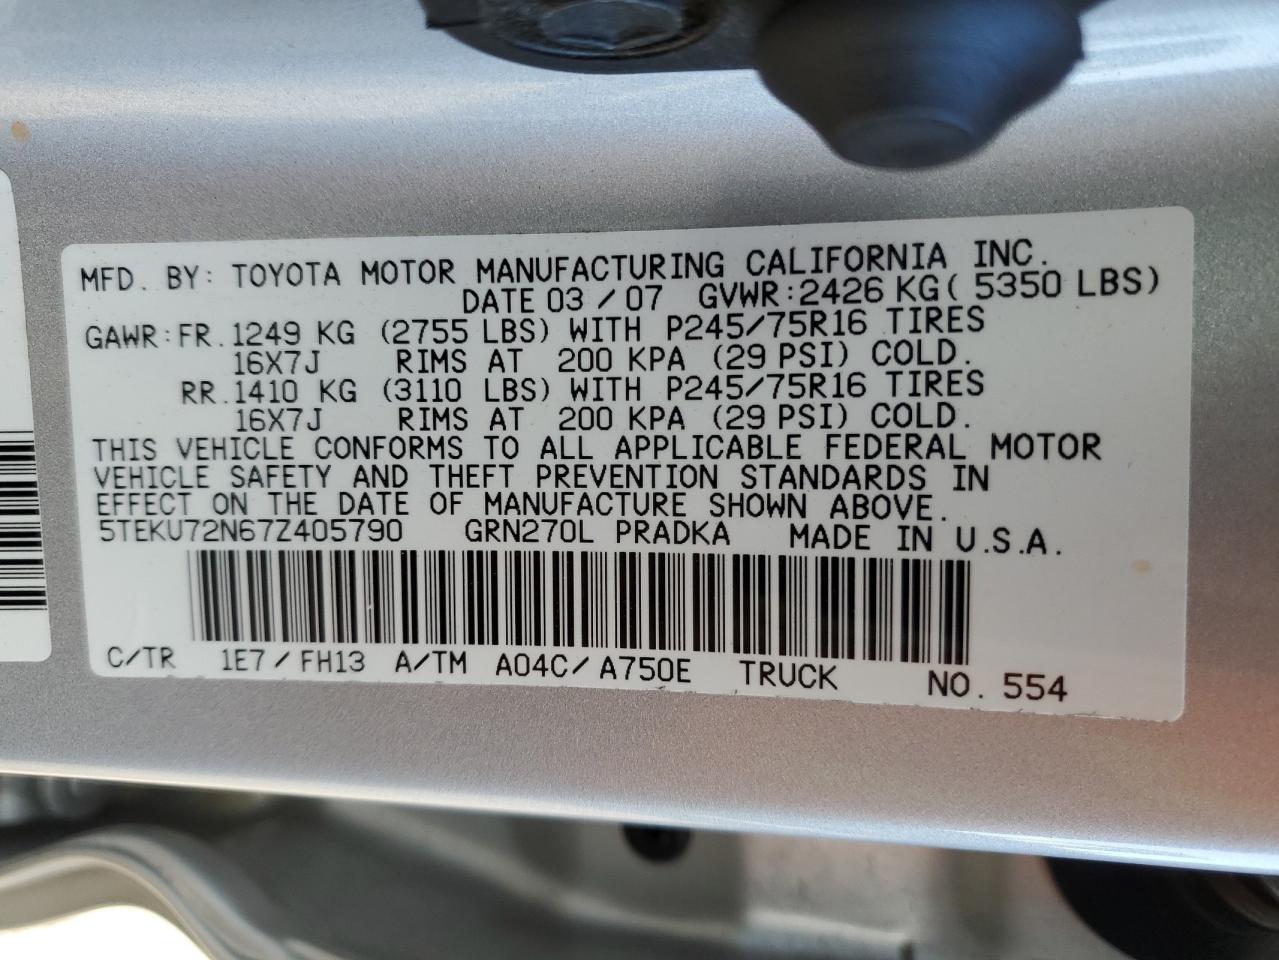 MFD. BY: TOYOTA MOTOR MANUFACTURING CALIFORNIA INC.
DATE 03 / 07 GVWR: 2426 KG ( 5350 LBS)
GAWR: FR. 1249 KG (2755 LBS) WITH P245/75R16 TIRES
16X7J RIMS AT 200 KPA (29 PSI) COLD.
RR. 1410 KG (3110 LBS) WITH P245/75R16 TIRES
16X7J RIMS AT 200 KPA (29 PSI) COLD.
THIS VEHICLE CONFORMS TO ALL APPLICABLE FEDERAL MOTOR
VEHICLE SAFETY AND THEFT PREVENTION STANDARDS IN
EFFECT ON THE DATE OF MANUFACTURE SHOWN ABOVE.
5TEKU72N67Z405790 GRN270L PRADKA MADE IN U.S.A.
C/TR 1E7 / FH13 A/TM A04C/ A750E TRUCK NO. 554